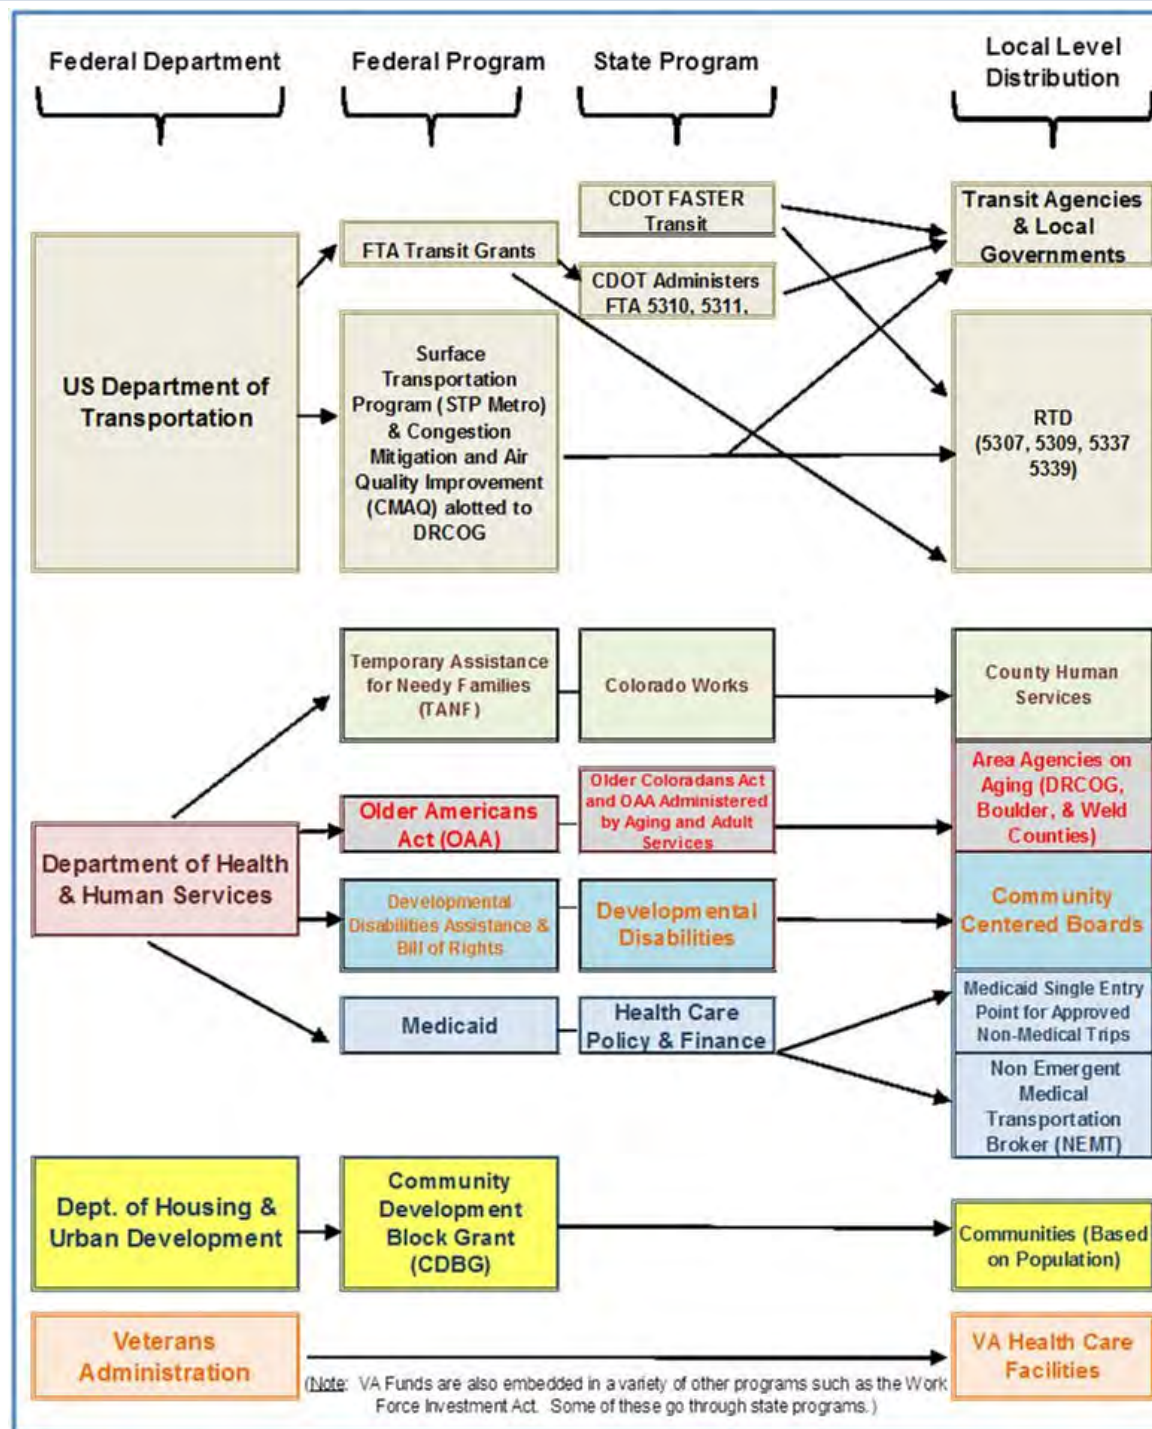 Federal Department
Federal Program
State Program
Local Level
Distribution
US Department of
Transportation
FTA Transit Grants
Surface
Transportation
Program (STP Metro)
& Congestion
Mitigation and Air
Quality Improvement
(CMAQ) alotted to
DRCOG
CDOT FASTER
Transit
CDOT Administers
FTA 5310, 5311,
Transit Agencies
& Local
Governments
RTD
(5307, 5309, 5337
5339)
Department of Health
& Human Services
Temporary Assistance
for Needy Families
(TANF)
Colorado Works
County Human
Services
Older Americans
Act (OAA)
Older Coloradans Act
and OAA Administered
by Aging and Adult
Services
Area Agencies on
Aging (DRCOG,
Boulder, & Weld
Counties)
Developmental
Disabilities Assistance &
Bill of Rights
Developmental
Disabilities
Community
Centered Boards
Medicaid
Health Care
Policy & Finance
Medicaid Single Entry
Point for Approved
Non-Medical Trips
Non Emergent
Medical
Transportation
Broker (NEMT)
Dept. of Housing &
Urban Development
Community
Development
Block Grant
(CDBG)
Communities (Based
on Population)
Veterans
Administration
VA Health Care
Facilities
(Note: VA Funds are also embedded in a variety of other programs such as the Work
Force Investment Act. Some of these go through state programs.)